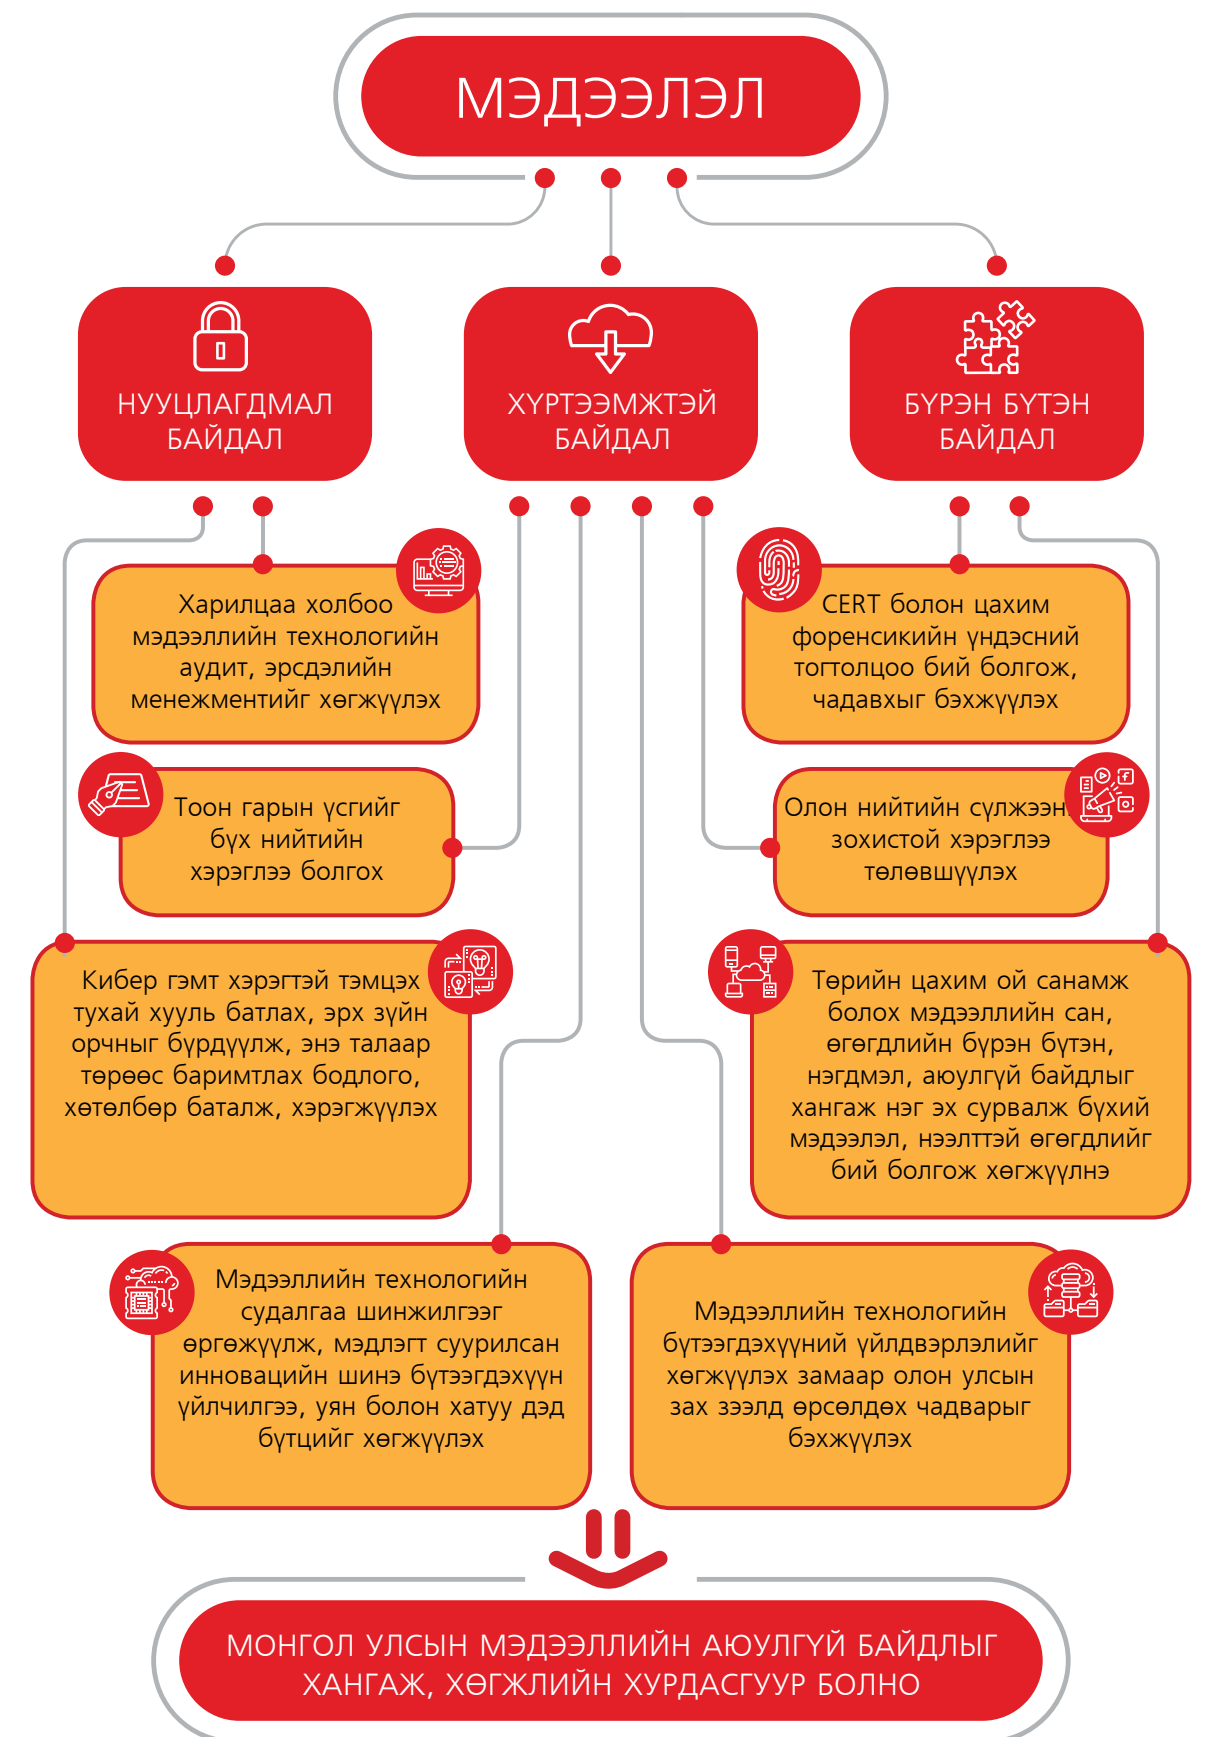 МЭДЭЭЛЭЛ
НУУЦЛАГДМАЛ
БАЙДАЛ
ХҮРТЭЭМЖТЭЙ
БАЙДАЛ
БҮРЭН БҮТЭН
БАЙДАЛ
Харилцаа холбоо
мэдээллийн технологийн
аудит, эрсдэлийн
менежментийг хөгжүүлэх
CERT болон цахим
форенсикийн үндэсний
тогтолцоо бий болгож,
чадавхыг бэхжүүлэх
Тоон гарын үсгийг
бүх нийтийн
хэрэглээ болгох
Олон нийтийн
зохистой хэрэглээ
төлөвшүүлэх
Кибер гэмт хэрэгтэй тэмцэх
тухай хууль батлах, эрх зүйн
орчныг бүрдүүлж, энэ талаар
төрөөс баримтлах бодлого,
хөтөлбөр баталж, хэрэгжүүлэх
Төрийн цахим ой санамж
болох мэдээллийн сан,
өгөгдлийн бүрэн бүтэн,
нэгдмэл, аюулгүй байдлыг
хангаж нэг эх сурвалж бүхий
мэдээлэл, нээлттэй өгөгдлийг
бий болгож хөгжүүлнэ
Мэдээллийн технологийн
судалгаа шинжилгээг
өргөжүүлж, мэдлэгт суурилсан
инновацийн шинэ бүтээгдэхүүн
үйлчилгээ, уян болон хатуу дэд
бүтцийг хөгжүүлэх
Мэдээллийн технологийн
бүтээгдэхүүний үйлдвэрлэлийг
хөгжүүлэх замаар олон улсын
зах зээлд өрсөлдөх чадварыг
бэхжүүлэх
МОНГОЛ УЛСЫН МЭДЭЭЛЛИЙН АЮУЛГҮЙ БАЙДЛЫГ
ХАНГАЖ, ХӨГЖЛИЙН ХУРДАСГУУР БОЛНО